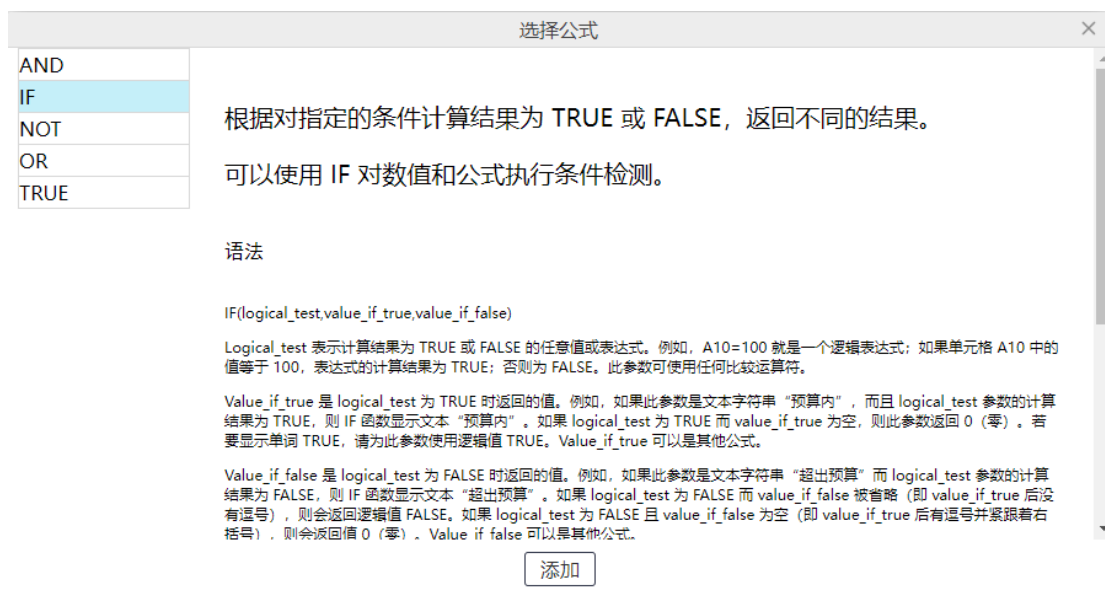 选择公式
AND
IF
NOT
OR
TRUE
根据对指定的条件计算结果为 TRUE 或 FALSE，返回不同的结果。
可以使用 IF 对数值和公式执行条件检测。
语法
IF(logical_test,value_if_true,value_if_false)
Logical_test 表示计算结果为 TRUE 或 FALSE 的任意值或表达式。例如，A10=100 就是一个逻辑表达式；如果单元格 A10 中的
值等于 100，表达式的计算结果为 TRUE；否则为 FALSE。此参数可使用任何比较运算符。
Value_if_true 是 logical_test 为 TRUE 时返回的值。例如，如果此参数是文本字符串“预算内”，而且 logical_test 参数的计算
结果为 TRUE，则 IF 函数显示文本“预算内”。如果 logical_test 为 TRUE 而 value_if_true 为空，则此参数返回 0（零）。若
要显示单词 TRUE，请为此参数使用逻辑值 TRUE。Value_if_true 可以是其他公式。
Value_if_false 是 logical_test 为 FALSE 时返回的值。例如，如果此参数是文本字符串“超出预算”而 logical_test 参数的计算
结果为 FALSE，则 IF 函数显示文本“超出预算”。如果 logical_test 为 FALSE 而 value_if_false 被省略（即 value_if_true 后没
有逗号），则会返回逻辑值 FALSE。如果 logical_test 为 FALSE 且 value_if_false 为空（即 value_if_true 后有逗号并紧跟着右
括号），则会返回值 0（零）。Value_if_false 可以是其他公式。
添加